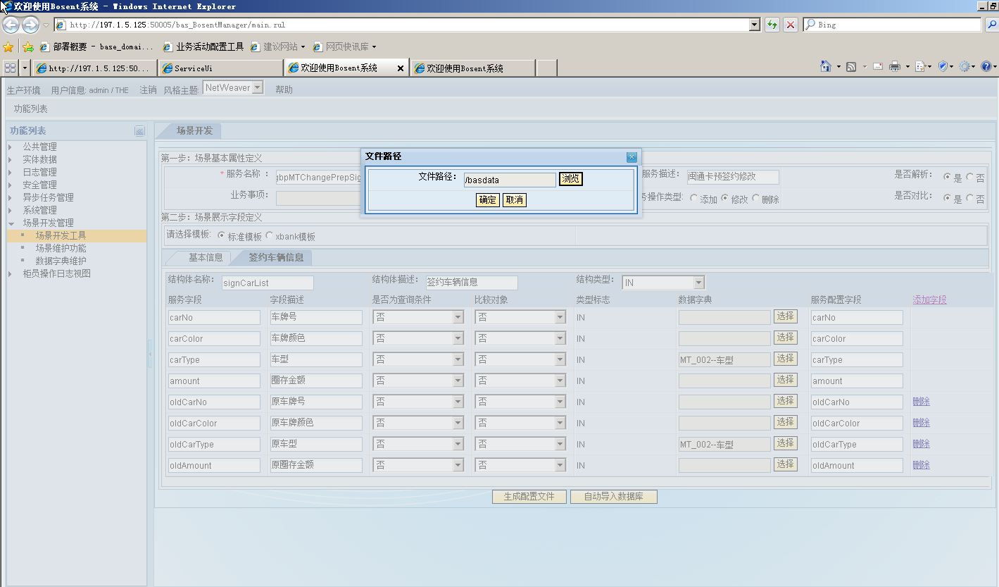 欢迎使用Bosent系统 - Windows Internet Explorer
http://197.1.5.125:50005/bas_BosentManager/main.zul
Bing
部署概要 - base_domai... 业务活动配置工具 建议网站 网页快讯库
http://197.1.5.125:50... ServiceUi 欢迎使用Bosent系统 欢迎使用Bosent系统
生产环境 用户信息: admin / THE 注销 风格主题: NetWeaver 帮助
功能列表
功能列表
公共管理
实体数据
日志管理
安全管理
异步任务管理
系统管理
场景开发管理
场景开发工具
场景维护功能
数据字典维护
柜员操作日志视图
场景开发
第一步：场景基本属性定义
* 服务名称： gbpMTChangePrepSig 服务描述： 闽通卡预签约修改 是否解析： 是 否
业务事项： 操作类型: 添加 修改 删除 是否对比： 是 否
文件路径
文件路径： /basdata 浏览
确定 取消
第二步：场景展示字段定义
请选择模板: 标准模板 xbank模板
基本信息 签约车辆信息
结构体名称： signCarList 结构体描述： 签约车辆信息 结构类型： IN
服务字段 字段描述 是否为查询条件 比较对象 类型标志 数据字典 服务配置字段 添加字段
carNo 车牌号 否 否 IN 选择 carNo
carColor 车牌颜色 否 否 IN 选择 carColor
carType 车型 否 否 IN MT_002--车型 选择 carType
amount 圈存金额 否 否 IN 选择 amount
oldCarNo 原车牌号 否 否 IN 选择 oldCarNo 删除
oldCarColor 原车牌颜色 否 否 IN 选择 oldCarColor 删除
oldCarType 原车型 否 否 IN MT_002--车型 选择 oldCarType 删除
oldAmount 原圈存金额 否 否 IN 选择 oldAmount 删除
生成配置文件 自动导入数据库